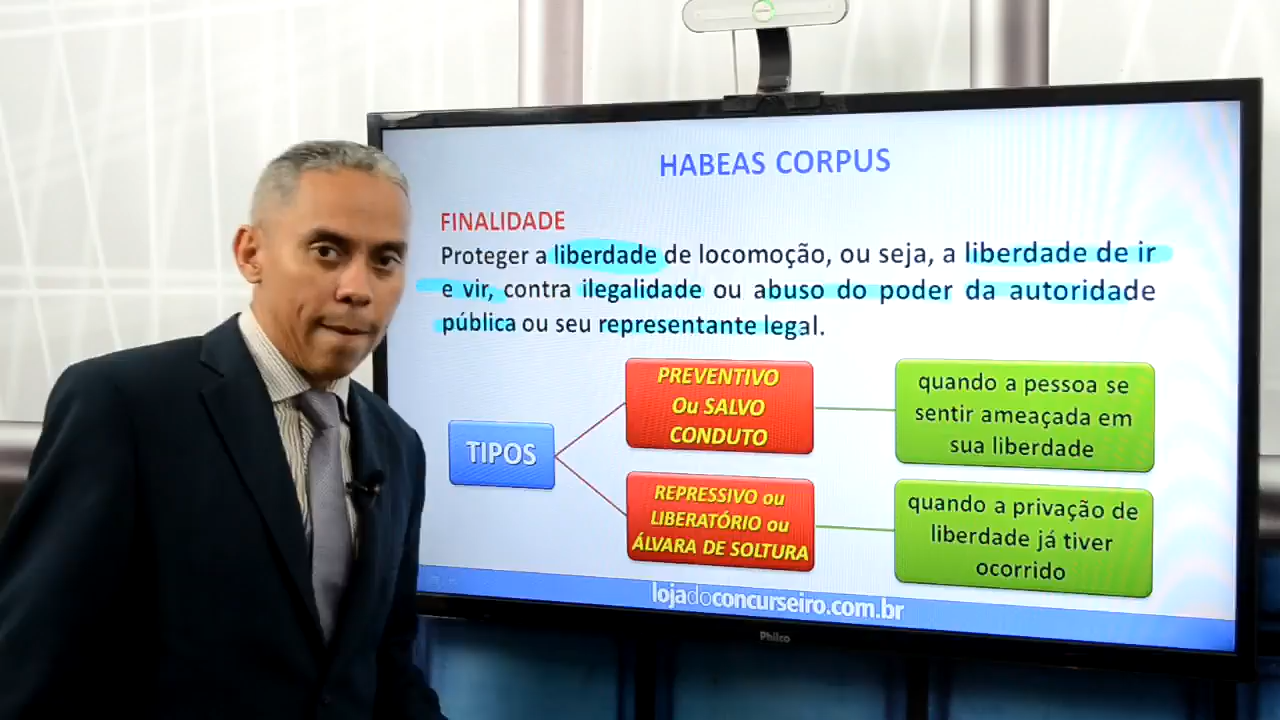 HABEAS CORPUS
FINALIDADE
Proteger a liberdade de locomoção, ou seja, a liberdade de ir
e vir, contra ilegalidade ou abuso do poder da autoridade
pública ou seu representante legal.
TIPOS
PREVENTIVO
Ou SALVO
CONDUTO
quando a pessoa se
sentir ameaçada em
sua liberdade
REPRESSIVO ou
LIBERATÓRIO ou
ÁLVARA DE SOLTURA
quando a privação de
liberdade já tiver
ocorrido
lojadoconcurseiro.com.br
Philco